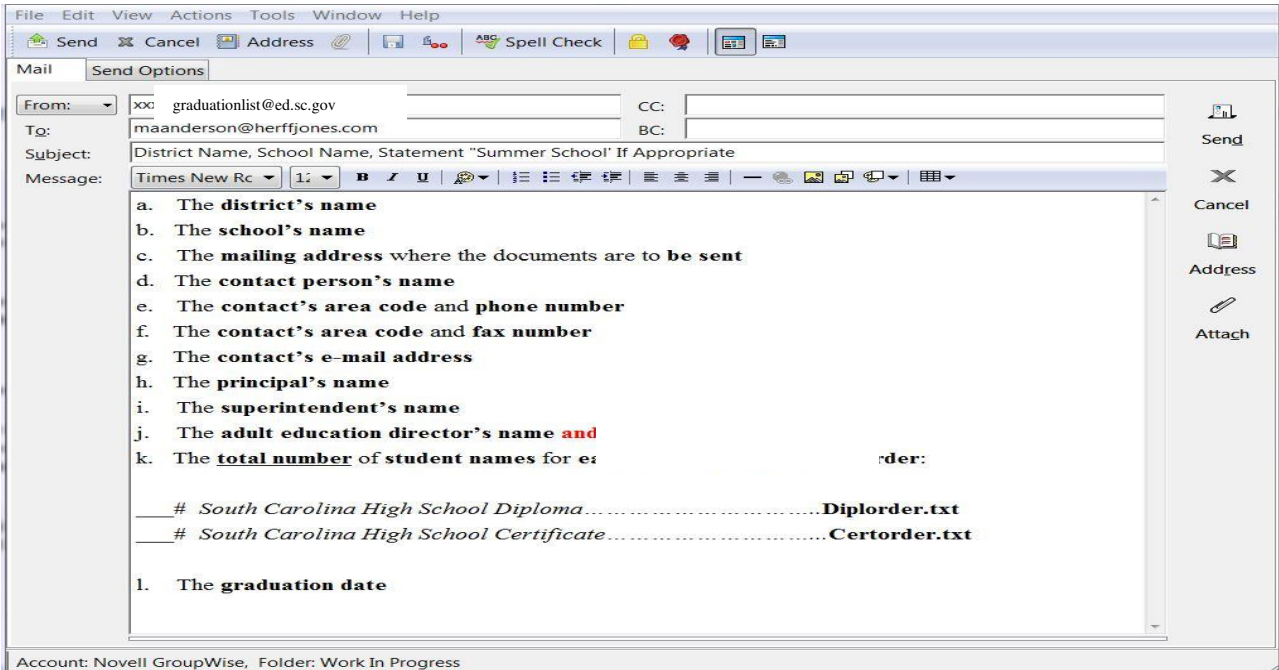 File Edit View Actions Tools Window Help
Send Cancel Address Spell Check
Mail Send Options
From: xx graduationlist@ed.sc.gov CC:
To: maanderson@herffjones.com BC:
Subject: District Name, School Name, Statement "Summer School' If Appropriate
Message: Times New Rc B I U
a. The district's name
b. The school's name
c. The mailing address where the documents are to be sent
d. The contact person's name
e. The contact's area code and phone number
f. The contact's area code and fax number
g. The contact's e-mail address
h. The principal's name
i. The superintendent's name
j. The adult education director's name and
k. The total number of student names for rder:
___# South Carolina High School Diploma……………………………..Diplorder.txt
___# South Carolina High School Certificate…………………………...Certorder.txt
l. The graduation date
Send
Cancel
Address
Attach
Account: Novell GroupWise, Folder: Work In Progress